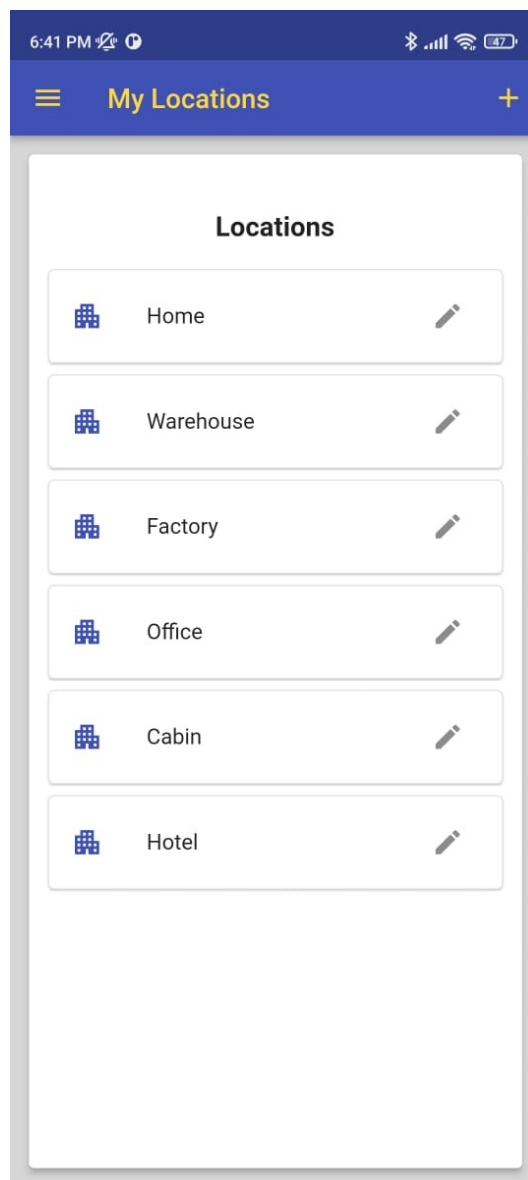 6:41 PM 47
My Locations +
Locations
Home
Warehouse
Factory
Office
Cabin
Hotel